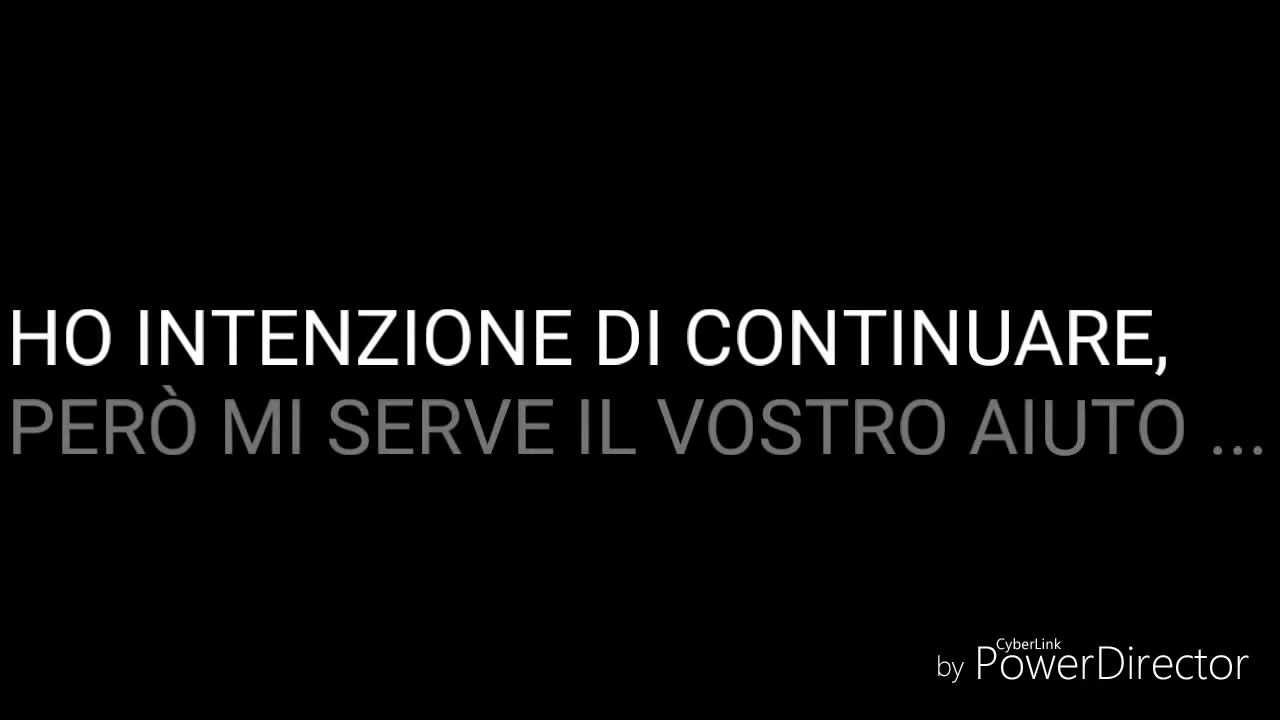 HO INTENZIONE DI CONTINUARE,
PERÒ MI SERVE IL VOSTRO AIUTO ...
CyberLink
by PowerDirector